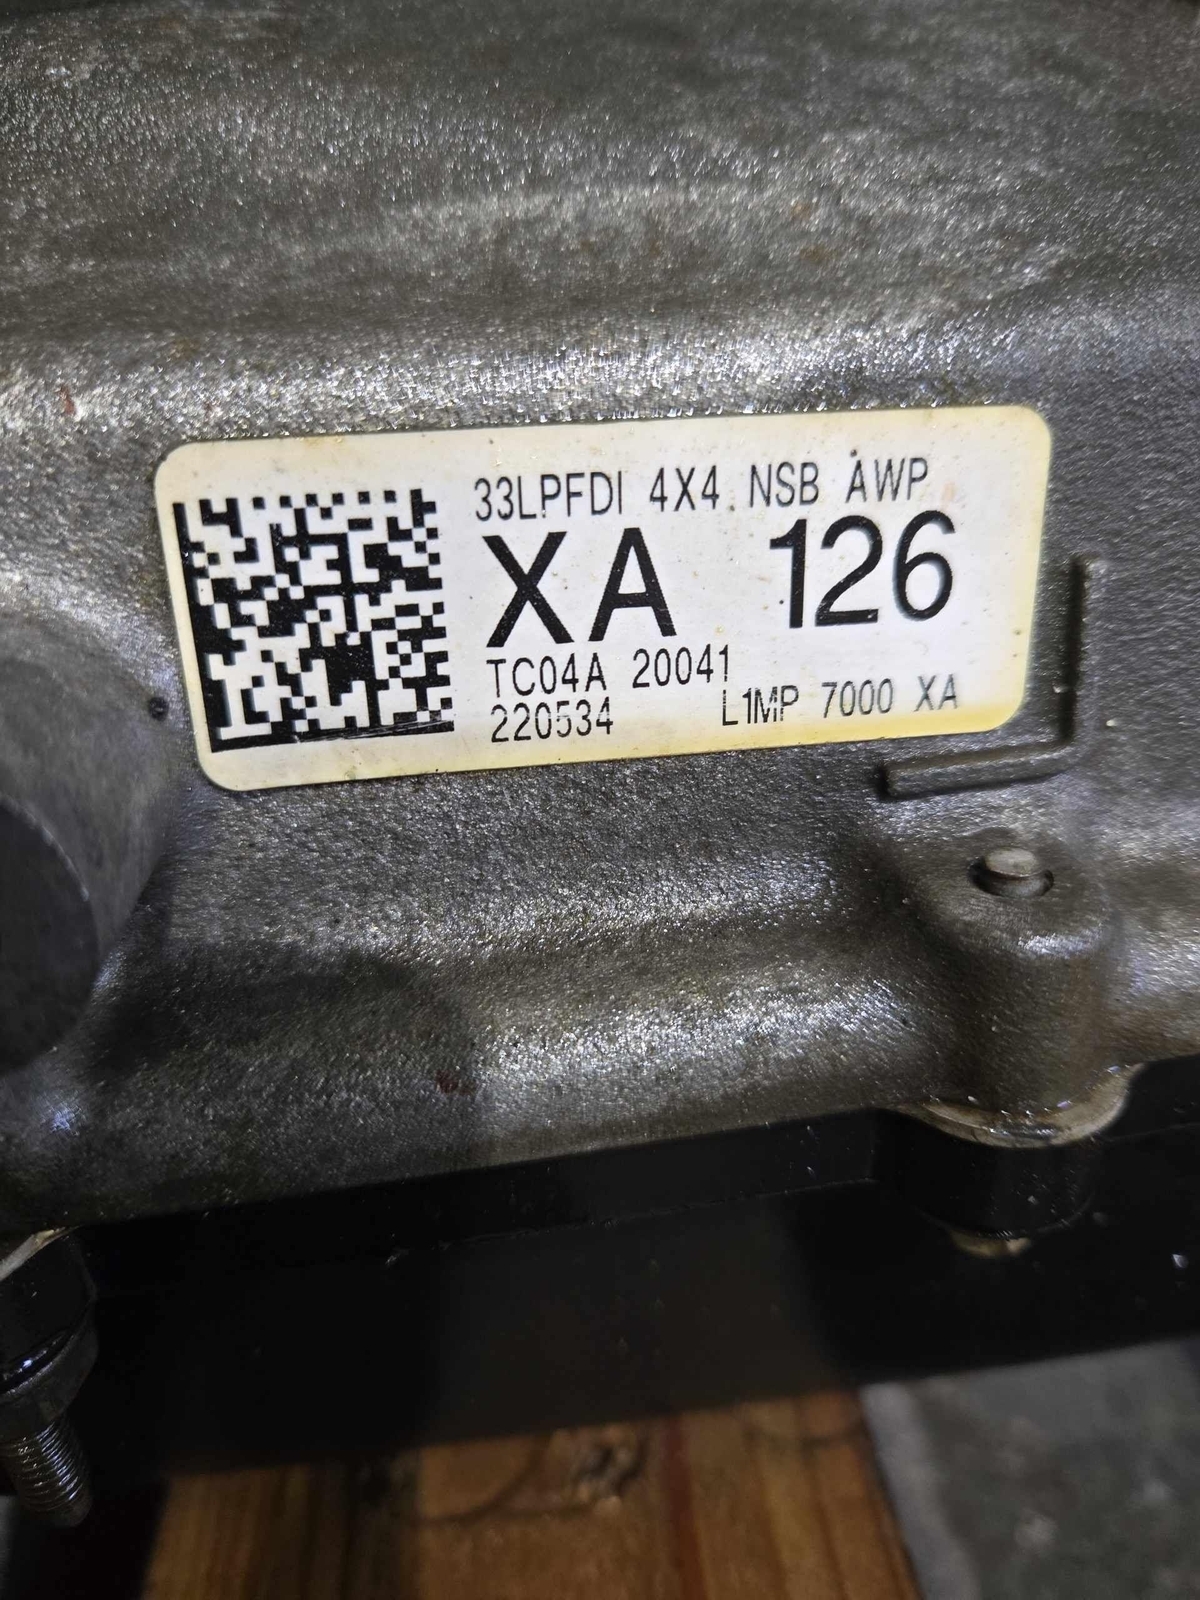 33LPFDI 4X4 NSB AWP
XA 126
TC04A 20041
220534 L1MP 7000 XA